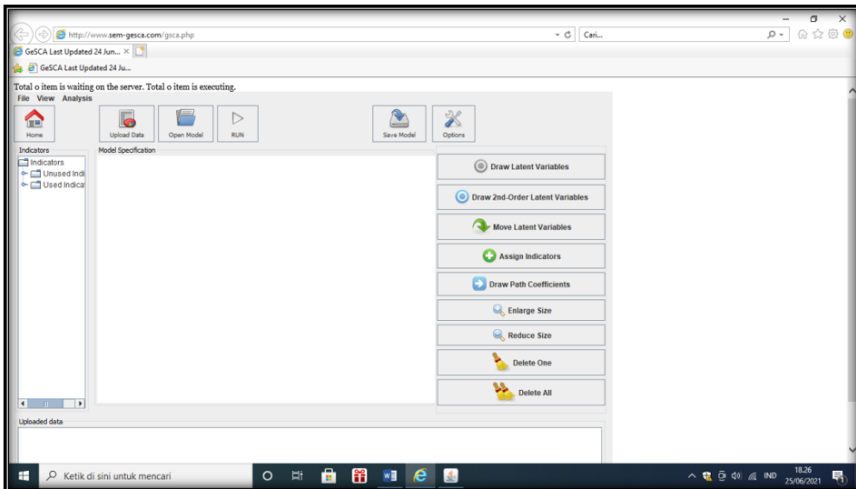 http://www.sem-gesca.com/gsca.php
Cari...
GeSCA Last Updated 24 Jun...
GeSCA Last Updated 24 Ju...
Total 0 item is waiting on the server. Total 0 item is executing.
File View Analysis
Home
Upload Data
Open Model
RUN
Save Model
Options
Indicators
Model Specification
Indicators
Unused Indi
Used Indica
Draw Latent Variables
Draw 2nd-Order Latent Variables
Move Latent Variables
Assign Indicators
Draw Path Coefficients
Enlarge Size
Reduce Size
Delete One
Delete All
Uploaded data
Ketik di sini untuk mencari
IND
18.26
25/06/2021